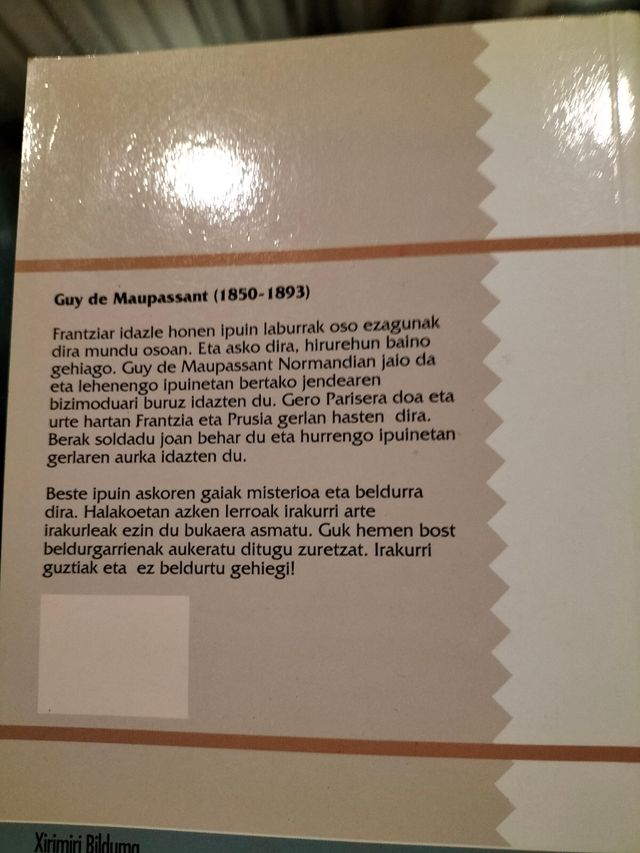 Guy de Maupassant (1850-1893)
Frantziar idazle honen ipuin laburrak oso ezagunak
dira mundu osoan. Eta asko dira, hirurehun baino
gehiago. Guy de Maupassant Normandian jaio da
eta lehenengo ipuinetan bertako jendearen
bizimoduari buruz idazten du. Gero Parisera doa eta
urte hartan Frantzia eta Prusia gerlan hasten dira.
Berak soldadu joan behar du eta hurrengo ipuinetan
gerlaren aurka idazten du.
Beste ipuin askoren gaiak misterioa eta beldurra
dira. Halakoetan azken lerroak irakurri arte
irakurleak ezin du bukaera asmatu. Guk hemen bost
beldurgarrienak aukeratu ditugu zuretzat. Irakurri
guztiak eta ez beldurtu gehiegi!
Xirimiri Bilduma